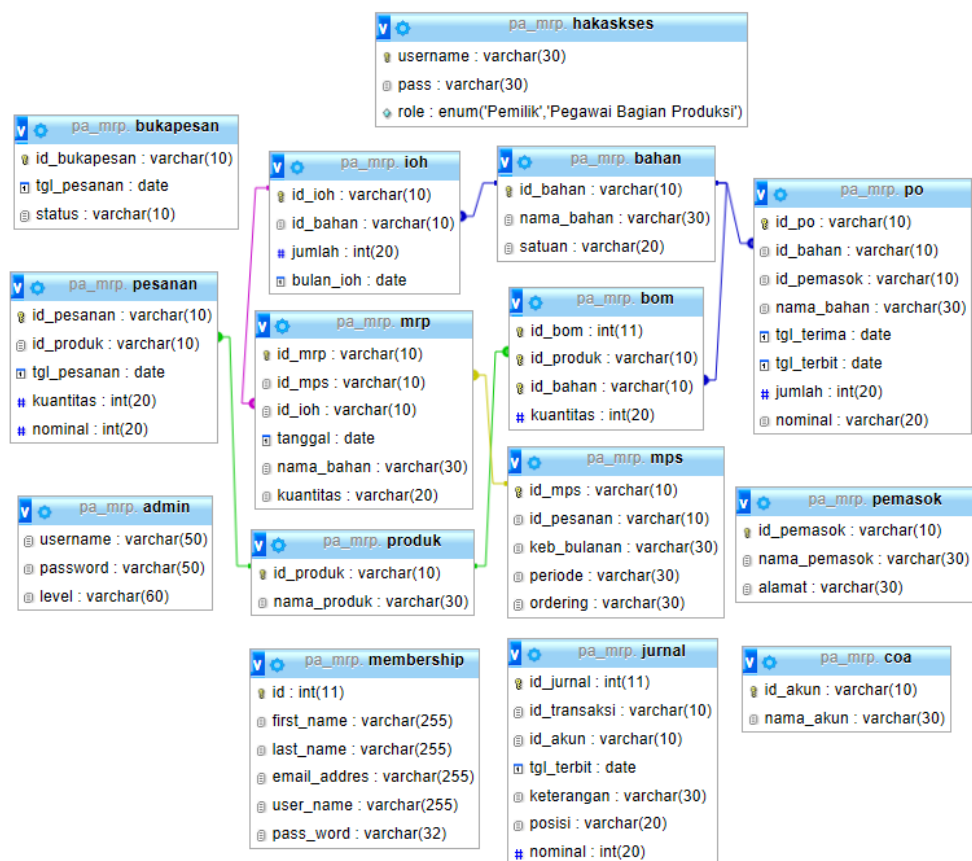 pa_mrp. hakaskses
username : varchar(30)
pass : varchar(30)
role : enum('Pemilik','Pegawai Bagian Produksi')
pa_mrp. bukapesan
id_bukapesan : varchar(10)
tgl_pesanan : date
status : varchar(10)
pa_mrp. ioh
id_ioh : varchar(10)
id_bahan : varchar(10)
# jumlah : int(20)
bulan_ioh : date
pa_mrp. bahan
id_bahan : varchar(10)
nama_bahan : varchar(30)
satuan : varchar(20)
pa_mrp. po
id_po : varchar(10)
id_bahan : varchar(10)
id_pemasok : varchar(10)
nama_bahan : varchar(30)
tgl_terima : date
tgl_terbit : date
# jumlah : int(20)
nominal : varchar(20)
pa_mrp. pesanan
id_pesanan : varchar(10)
id_produk : varchar(10)
tgl_pesanan : date
# kuantitas : int(20)
# nominal : int(20)
pa_mrp. mrp
id_mrp : varchar(10)
id_mps : varchar(10)
id_ioh : varchar(10)
tanggal : date
nama_bahan : varchar(30)
kuantitas : varchar(20)
pa_mrp. bom
id_bom : int(11)
id_produk : varchar(10)
id_bahan : varchar(10)
# kuantitas : int(20)
pa_mrp. mps
id_mps : varchar(10)
id_pesanan : varchar(10)
keb_bulanan : varchar(30)
periode : varchar(30)
ordering : varchar(30)
pa_mrp. pemasok
id_pemasok : varchar(10)
nama_pemasok : varchar(30)
alamat : varchar(30)
pa_mrp. admin
username : varchar(50)
password : varchar(50)
level : varchar(60)
pa_mrp. produk
id_produk : varchar(10)
nama_produk : varchar(30)
pa_mrp. membership
id : int(11)
first_name : varchar(255)
last_name : varchar(255)
email_addres : varchar(255)
user_name : varchar(255)
pass_word : varchar(32)
pa_mrp. jurnal
id_jurnal : int(11)
id_transaksi : varchar(10)
id_akun : varchar(10)
tgl_terbit : date
keterangan : varchar(30)
posisi : varchar(20)
# nominal : int(20)
pa_mrp. coa
id_akun : varchar(10)
nama_akun : varchar(30)